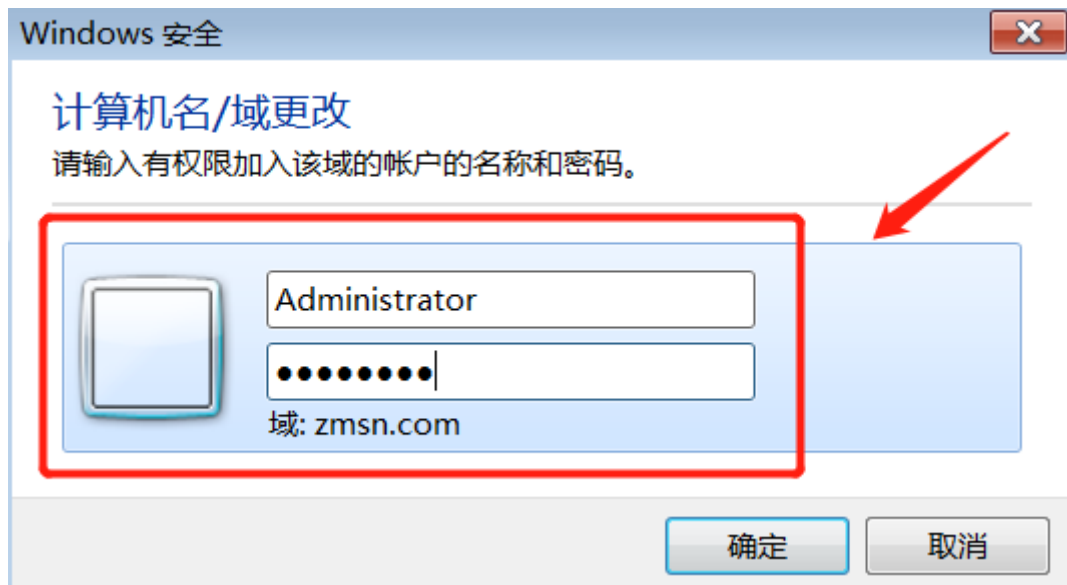 Windows 安全
计算机名/域更改
请输入有权限加入该域的帐户的名称和密码。
Administrator
●●●●●●●●
域: zmsn.com
确定
取消